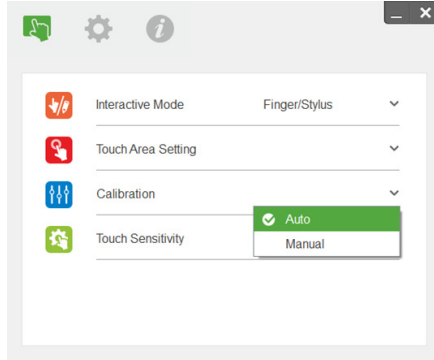 Interactive Mode Finger/Stylus
Touch Area Setting
Calibration
Auto
Touch Sensitivity
Manual